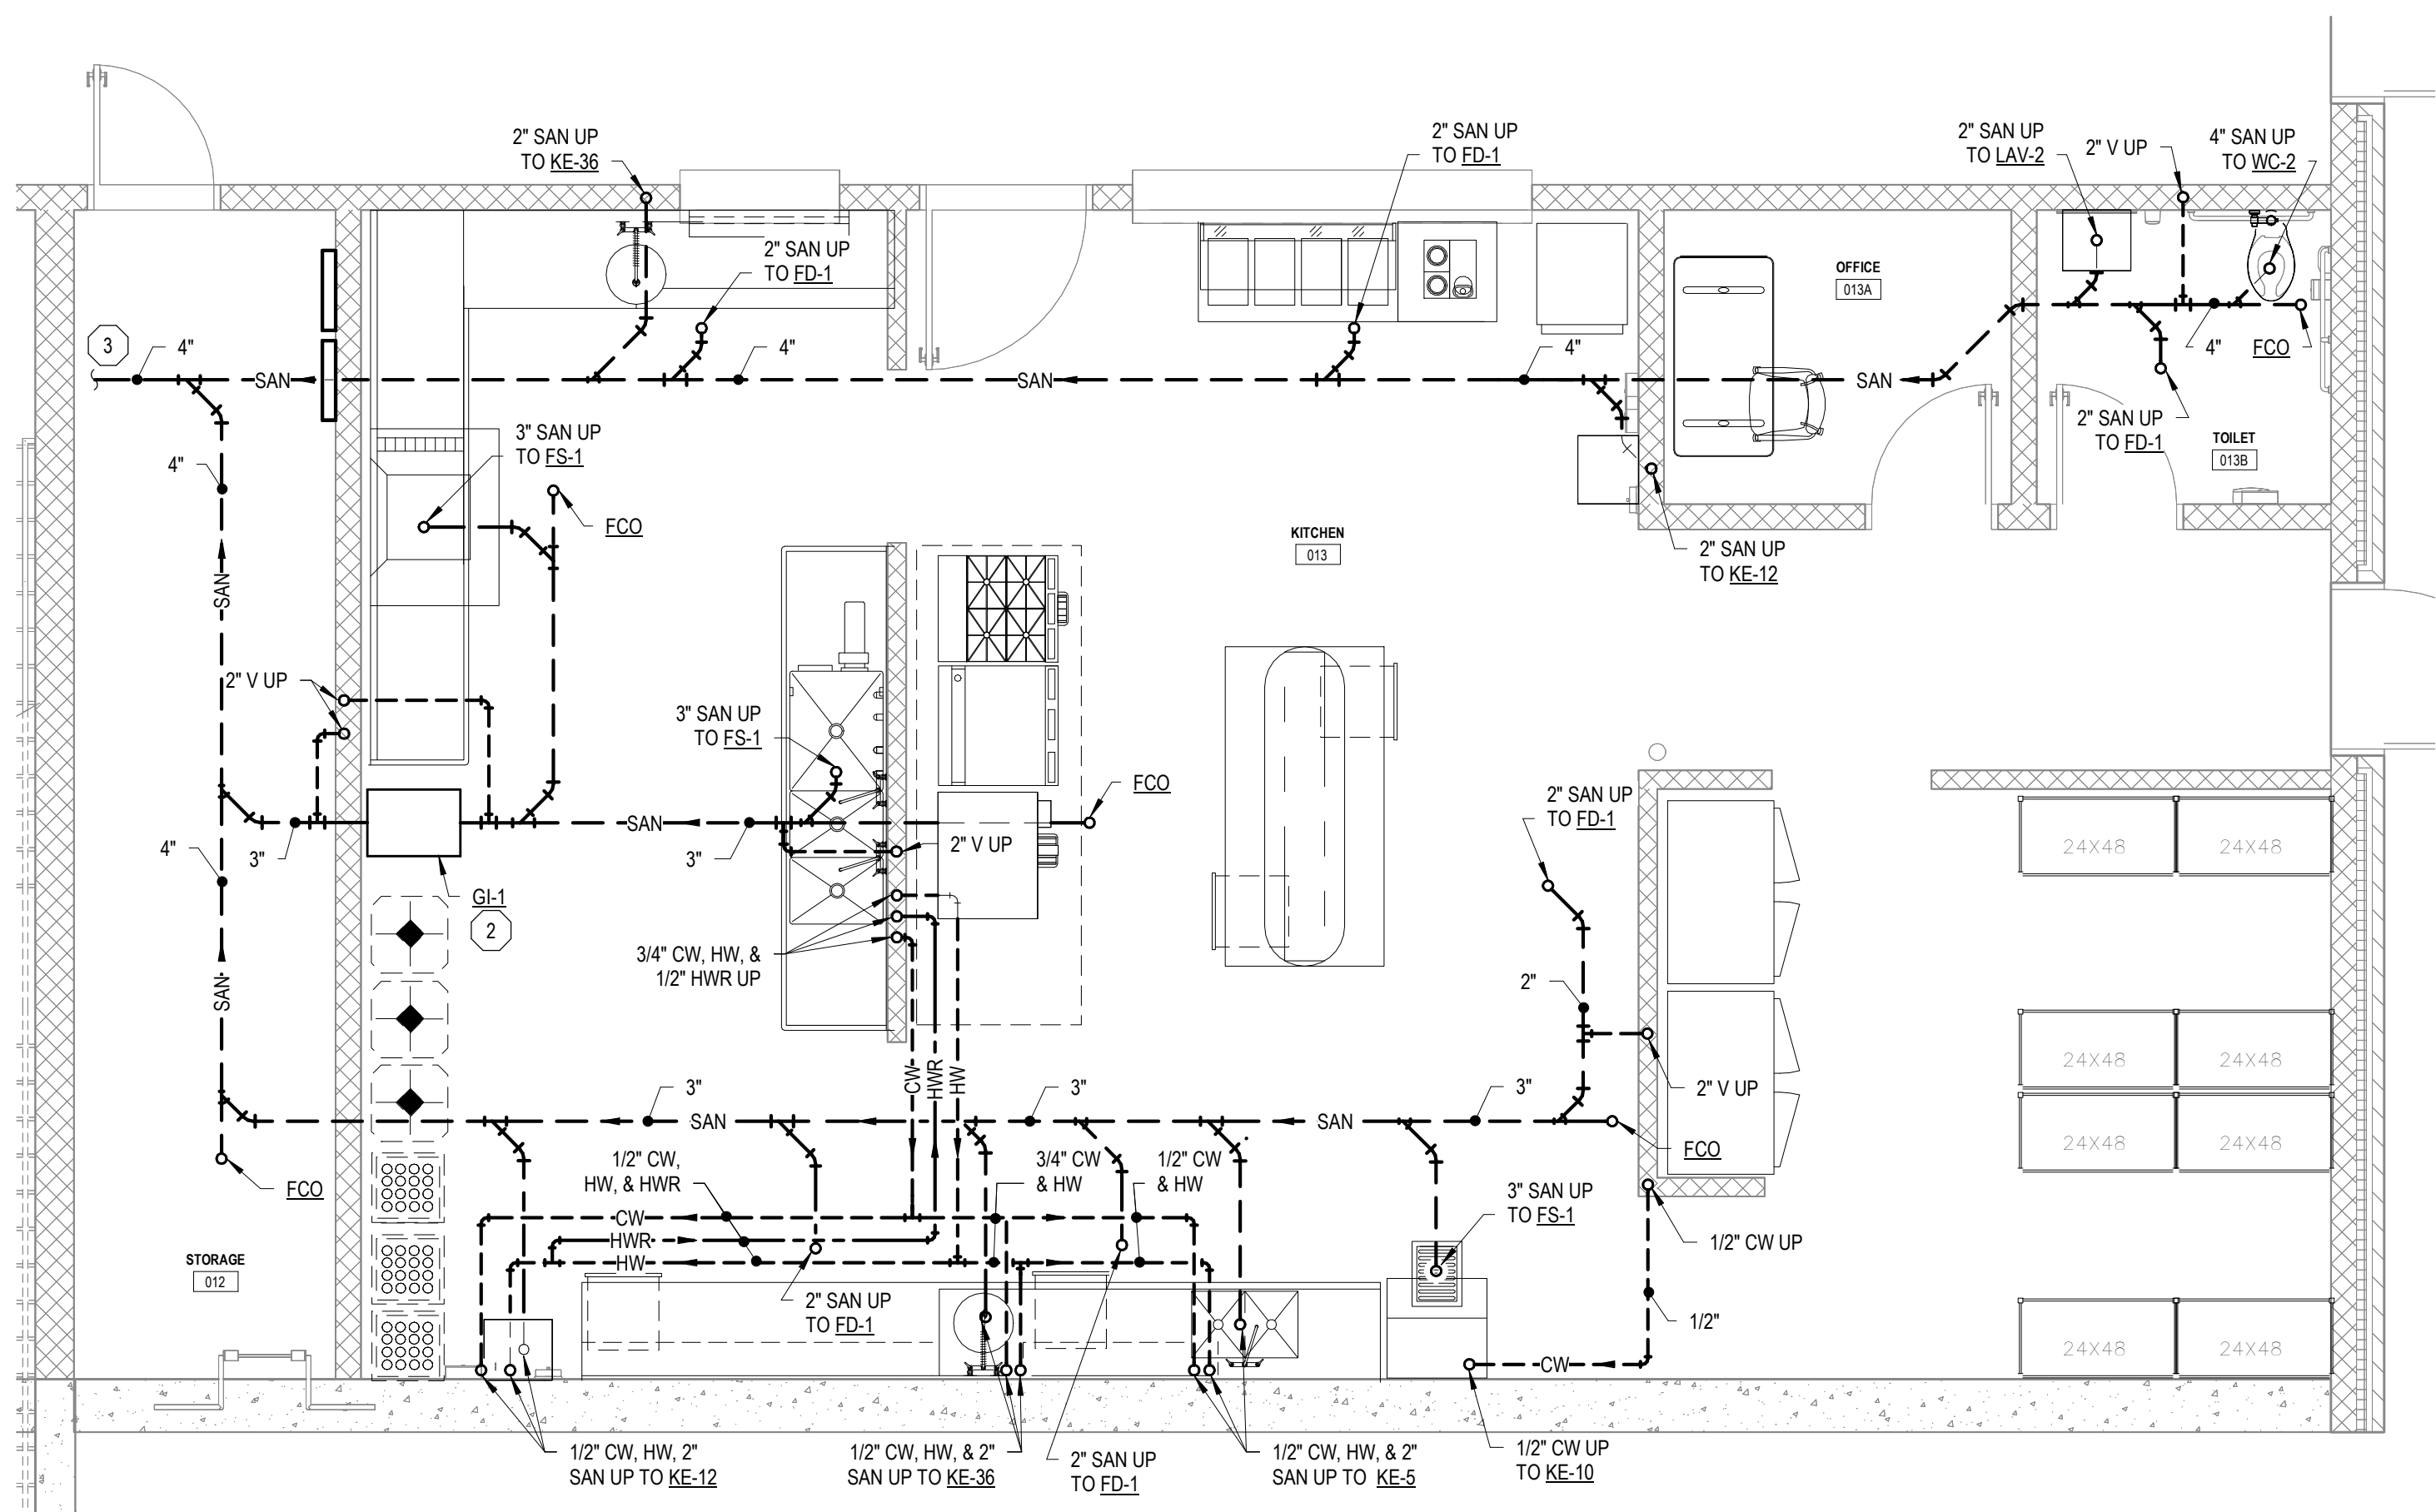 2" SAN UP
TO KE-36
2" SAN UP
TO FD-1
2" SAN UP
TO LAV-2
2" V UP
4" SAN UP
TO WC-2
2" SAN UP
TO FD-1
OFFICE
013A
3
4"
SAN
4"
SAN
4"
SAN
4"
FCO
2" SAN UP
TO FD-1
TOILET
013B
3" SAN UP
TO FS-1
4"
FCO
KITCHEN
013
2" SAN UP
TO KE-12
SAN
2" V UP
3" SAN UP
TO FS-1
FCO
2" SAN UP
TO FD-1
4"
3"
SAN
3"
2" V UP
24X48
24X48
GI-1
2
3/4" CW, HW, &
1/2" HWR UP
2"
SAN
24X48
24X48
CW
HWR
HW
3"
3"
3"
2" V UP
SAN
SAN
FCO
24X48
24X48
FCO
1/2" CW,
HW, & HWR
3/4" CW
& HW
1/2" CW
& HW
3" SAN UP
TO FS-1
CW
HWR
HW
1/2" CW UP
STORAGE
012
2" SAN UP
TO FD-1
1/2"
24X48
24X48
CW
1/2" CW, HW, 2"
SAN UP TO KE-12
1/2" CW, HW, & 2"
SAN UP TO KE-36
2" SAN UP
TO FD-1
1/2" CW, HW, & 2"
SAN UP TO KE-5
1/2" CW UP
TO KE-10